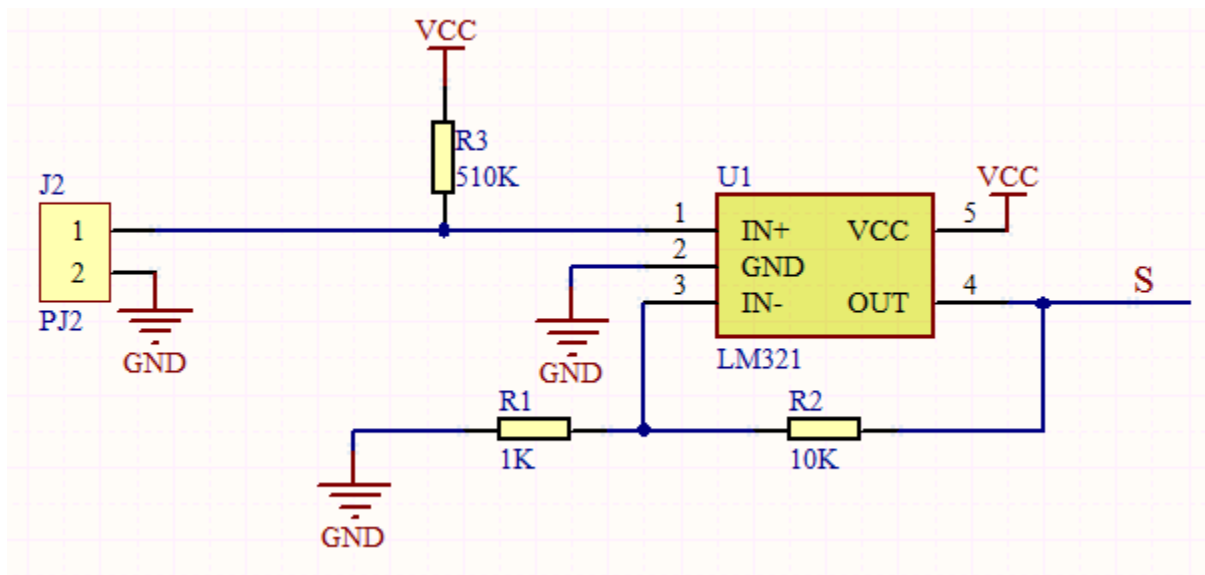 VCC
R3
510K
J2
1
2
PJ2
GND
U1
1
2
3
IN+
GND
IN-
VCC
OUT
5
4
VCC
S
LM321
GND
R1
1K
R2
10K
GND